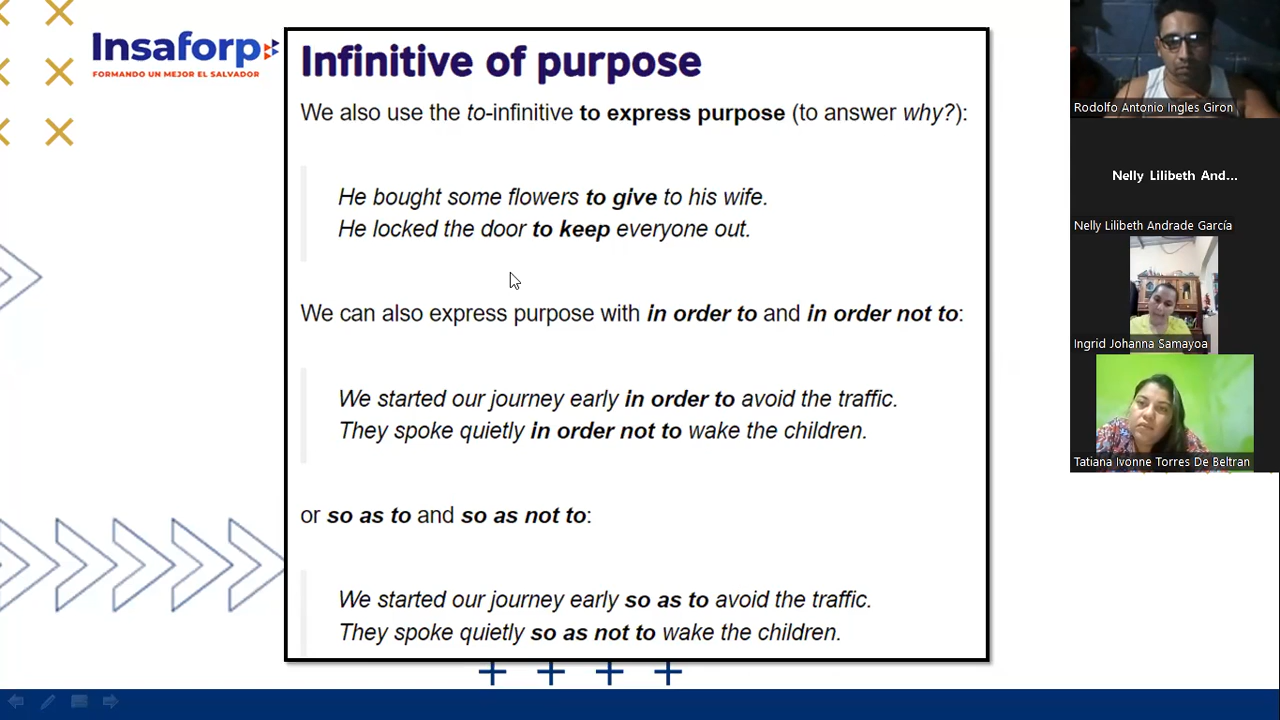 Insaforp
FORMANDO UN MEJOR EL SALVADOR
Infinitive of purpose
We also use the to-infinitive to express purpose (to answer why?):
He bought some flowers to give to his wife.
He locked the door to keep everyone out.
We can also express purpose with in order to and in order not to:
We started our journey early in order to avoid the traffic.
They spoke quietly in order not to wake the children.
or so as to and so as not to:
We started our journey early so as to avoid the traffic.
They spoke quietly so as not to wake the children.
Rodolfo Antonio Ingles Giron
Nelly Lilibeth And...
Nelly Lilibeth Andrade García
Ingrid Johanna Samayoa
Tatiana Ivonne Torres De Beltran